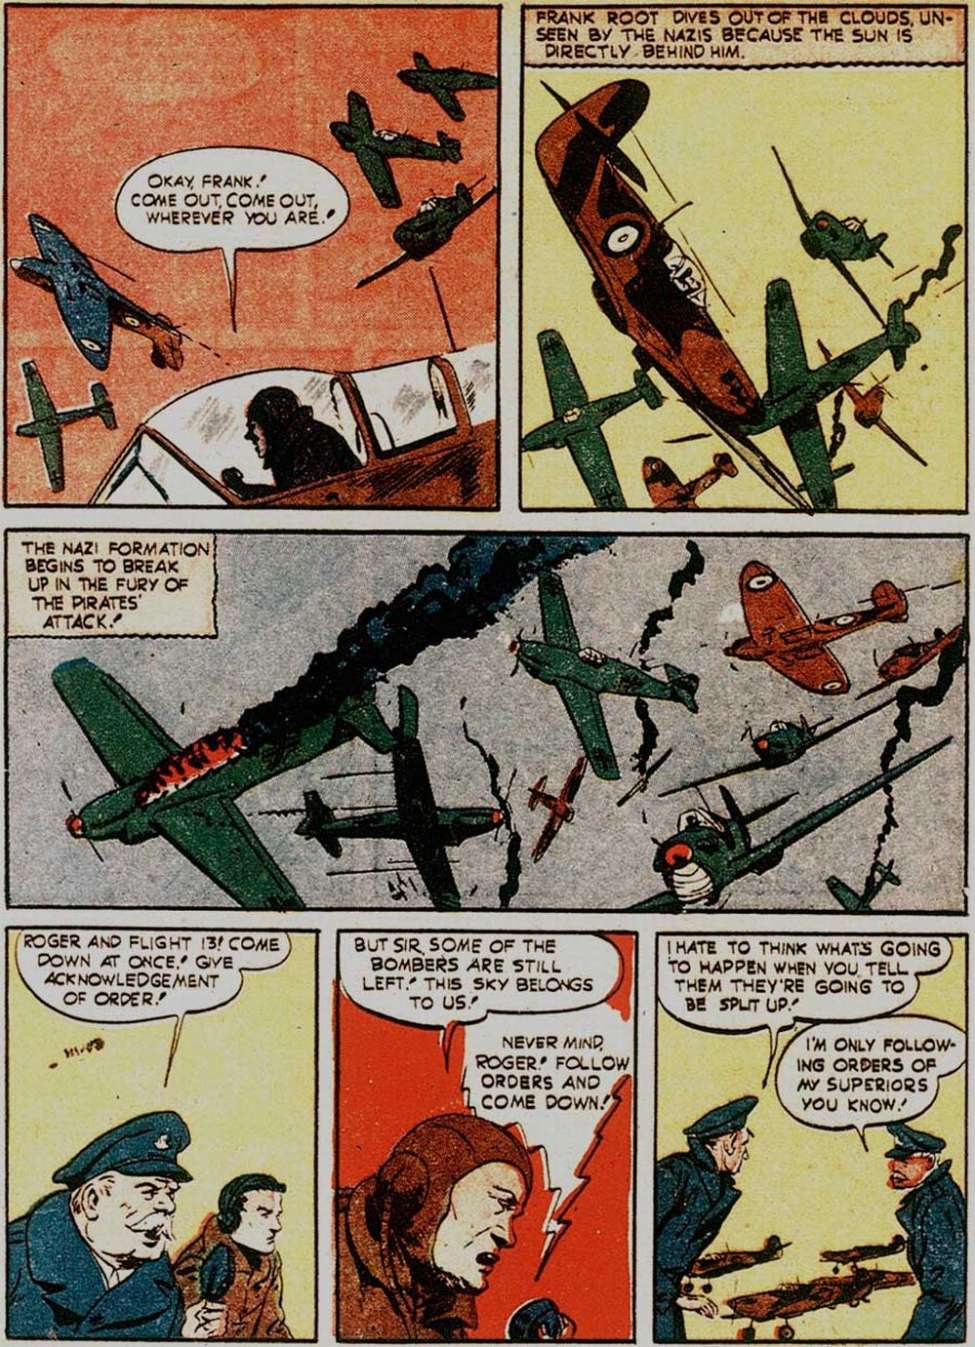 OKAY, FRANK!
COME OUT, COME OUT,
WHEREVER YOU ARE!
FRANK ROOT DIVES OUT OF THE CLOUDS, UN-
SEEN BY THE NAZIS BECAUSE THE SUN IS
DIRECTLY BEHIND HIM.
THE NAZI FORMATION
BEGINS TO BREAK
UP IN THE FURY OF
THE PIRATES'
ATTACK!
ROGER AND FLIGHT 13! COME
DOWN AT ONCE! GIVE
ACKNOWLEDGEMENT
OF ORDER!
BUT SIR, SOME OF THE
BOMBERS ARE STILL
LEFT! THIS SKY BELONGS
TO US!
NEVER MIND,
ROGER! FOLLOW
ORDERS AND
COME DOWN!
I HATE TO THINK WHAT'S GOING
TO HAPPEN WHEN YOU TELL
THEM THEY'RE GOING TO
BE SPLIT UP!
I'M ONLY FOLLOW-
ING ORDERS OF
MY SUPERIORS
YOU KNOW!